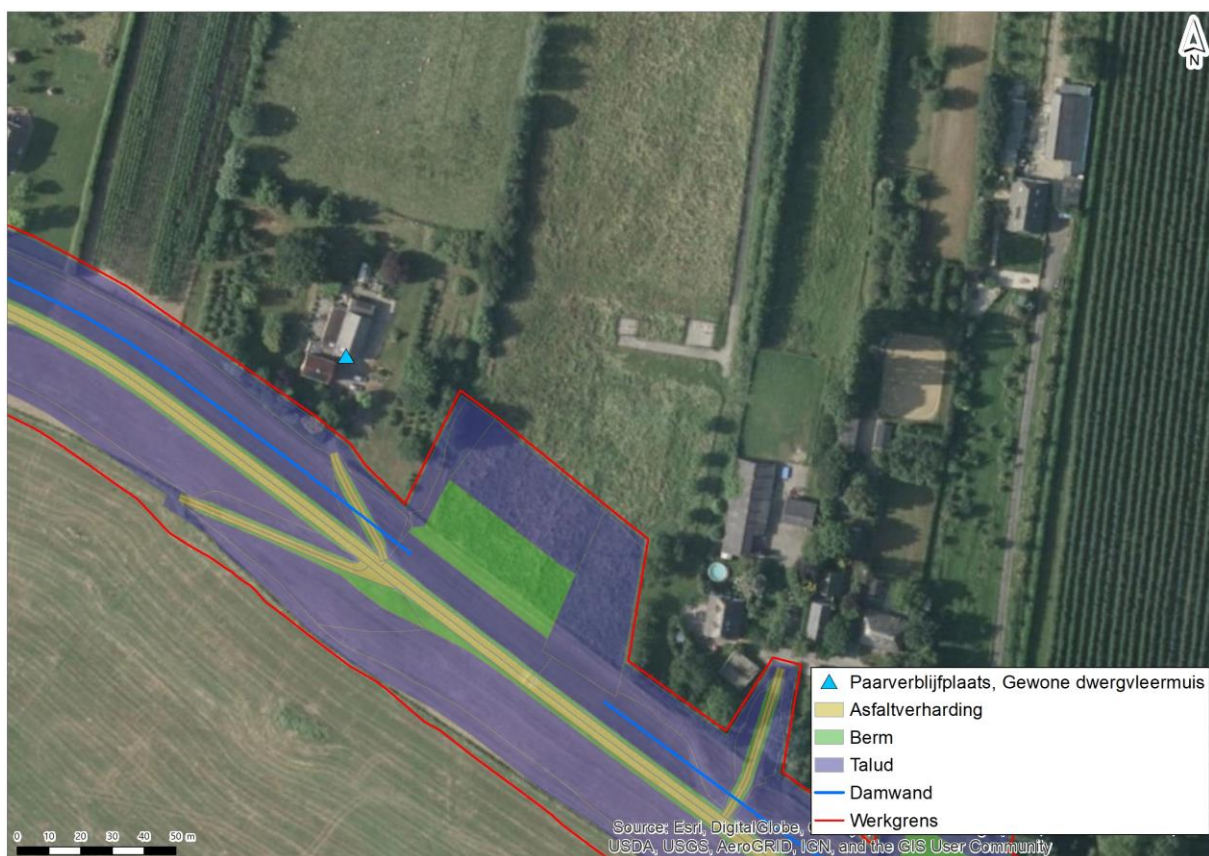 N
Paarverblijfplaats, Gewone dwergvleermuis
Asfaltverharding
Berm
Talud
Damwand
Werkgrens
0 10 20 30 40 50 m
Source: Esri, DigitalGlobe,
USDA, USGS, AeroGRID, IGN, and the GIS User Community